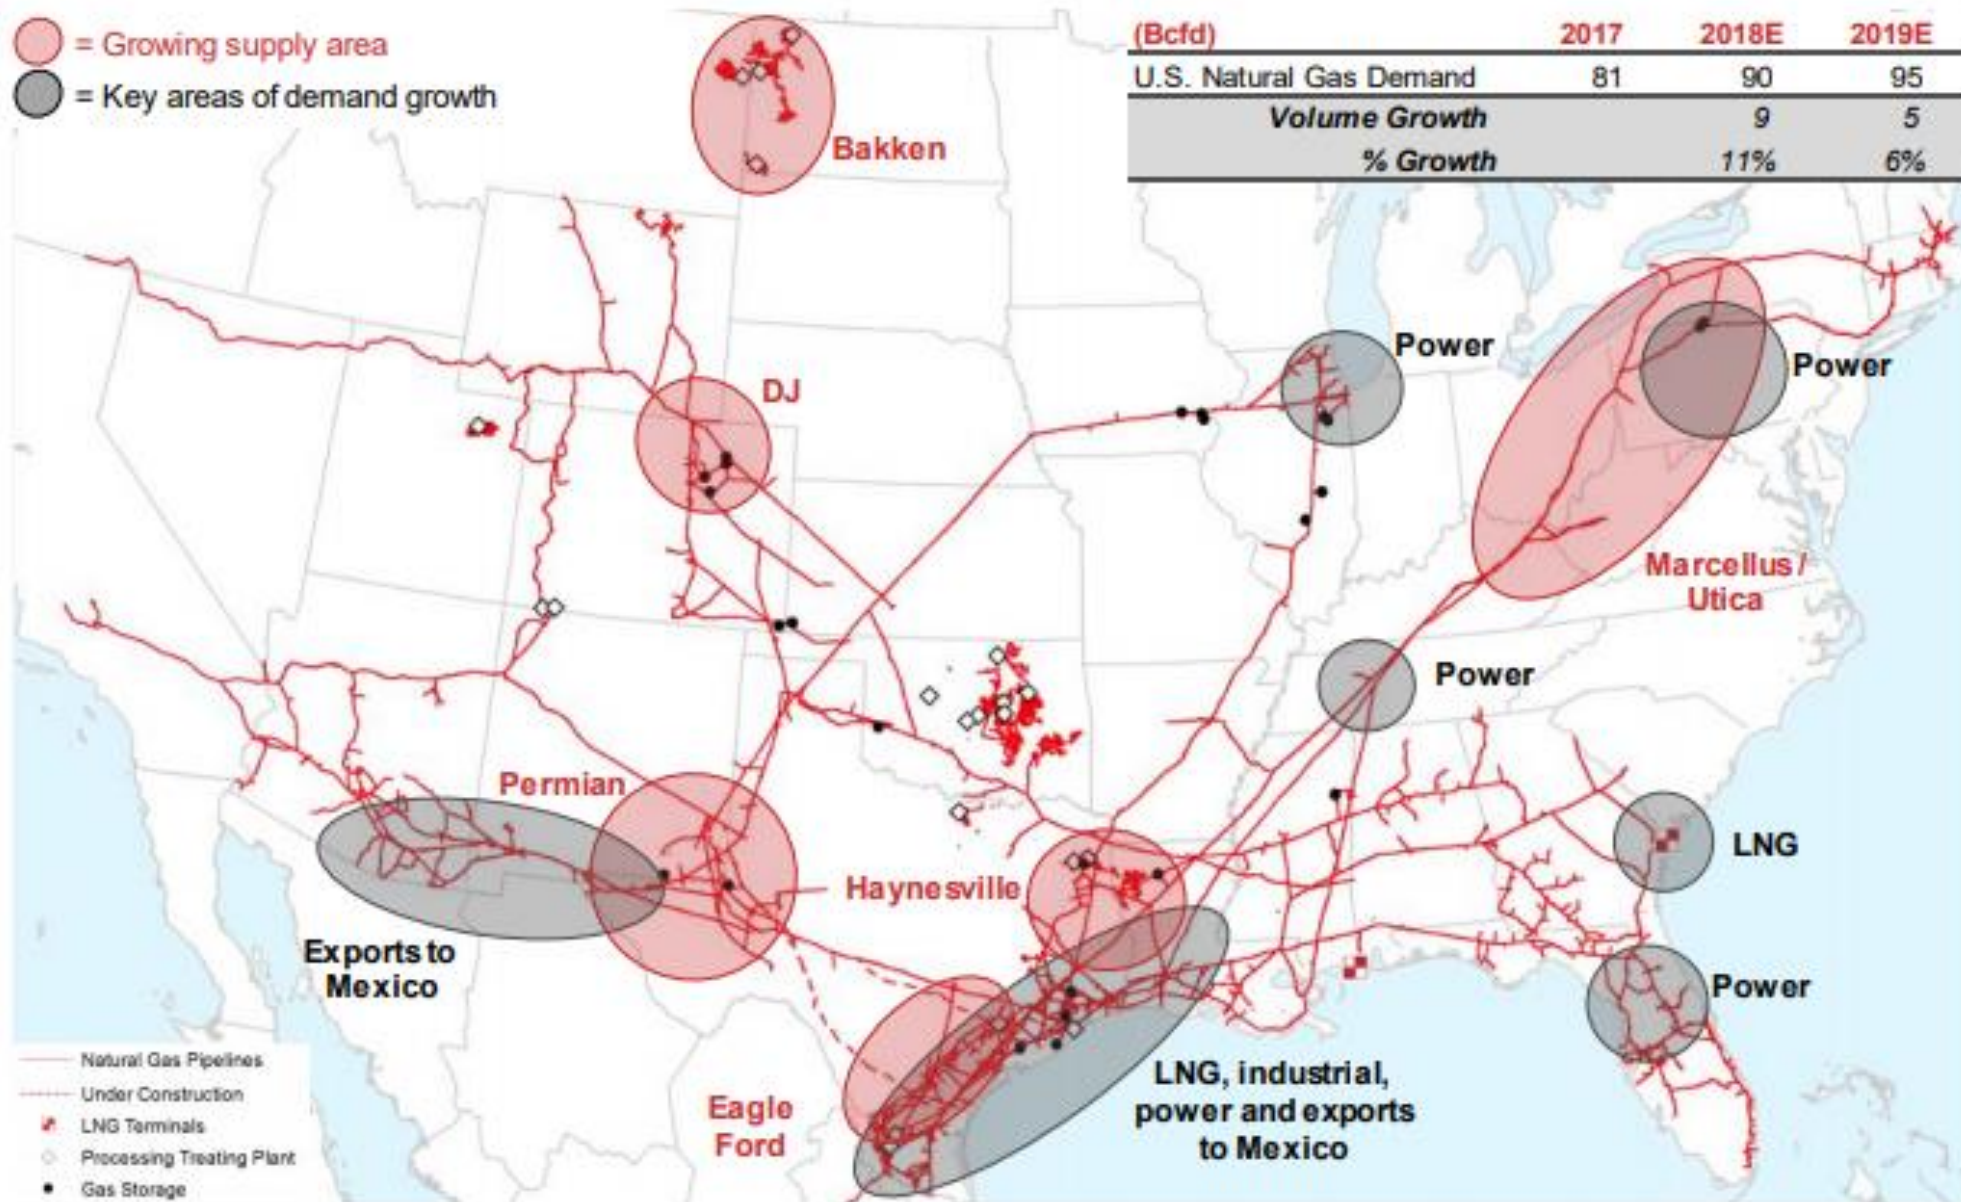 = Growing supply area
= Key areas of demand growth
(Bcfd) 2017 2018E 2019E
U.S. Natural Gas Demand 81 90 95
Volume Growth 9 5
% Growth 11% 6%
Bakken
Power
Power
DJ
Marcellus/
Utica
Power
Permian
LNG
Haynesville
Exports to
Mexico
Power
LNG, industrial,
power and exports
to Mexico
Eagle
Ford
Natural Gas Pipelines
Under Construction
LNG Terminals
Processing Treating Plant
Gas Storage